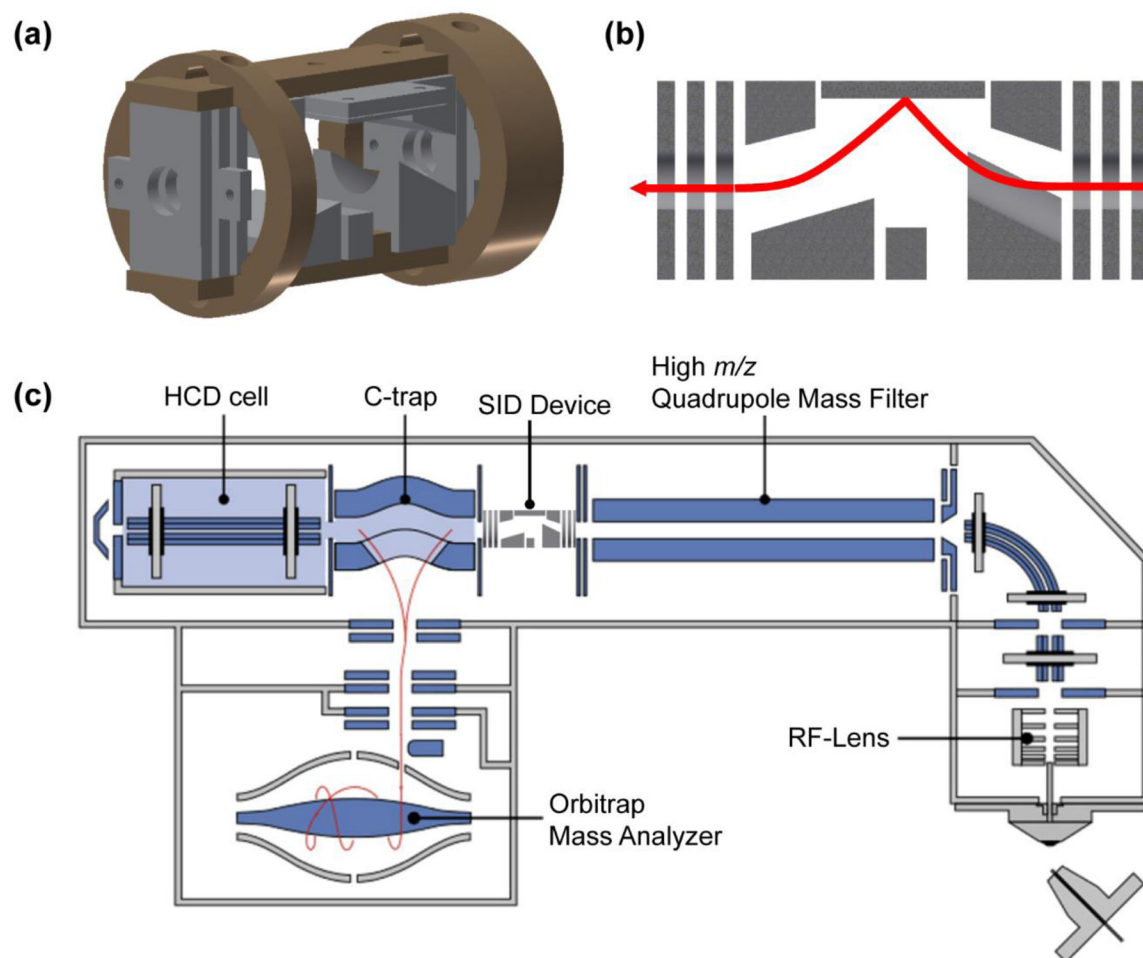 (a)
(b)
(c)
HCD cell
C-trap
SID Device
High m/z
Quadrupole Mass Filter
RF-Lens
Orbitrap
Mass Analyzer